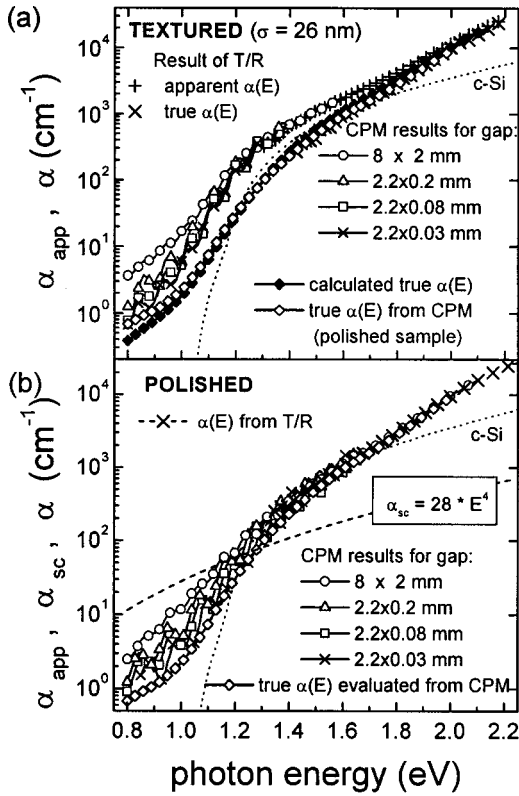 (a)
TEXTURED (σ = 26 nm)
Result of T/R
apparent α(E)
true α(E)
c-Si
CPM results for gap:
8 x 2 mm
2.2x0.2 mm
2.2x0.08 mm
2.2x0.03 mm
calculated true α(E)
true α(E) from CPM
(polished sample)
α_app , α (cm⁻¹)
10⁴
10³
10²
10¹
10⁰
(b)
POLISHED
α(E) from T/R
c-Si
α_sc = 28 * E⁴
CPM results for gap:
8 x 2 mm
2.2x0.2 mm
2.2x0.08 mm
2.2x0.03 mm
true α(E) evaluated from CPM
α_app , α_sc , α (cm⁻¹)
10⁴
10³
10²
10¹
10⁰
0.8 1.0 1.2 1.4 1.6 1.8 2.0 2.2
photon energy (eV)